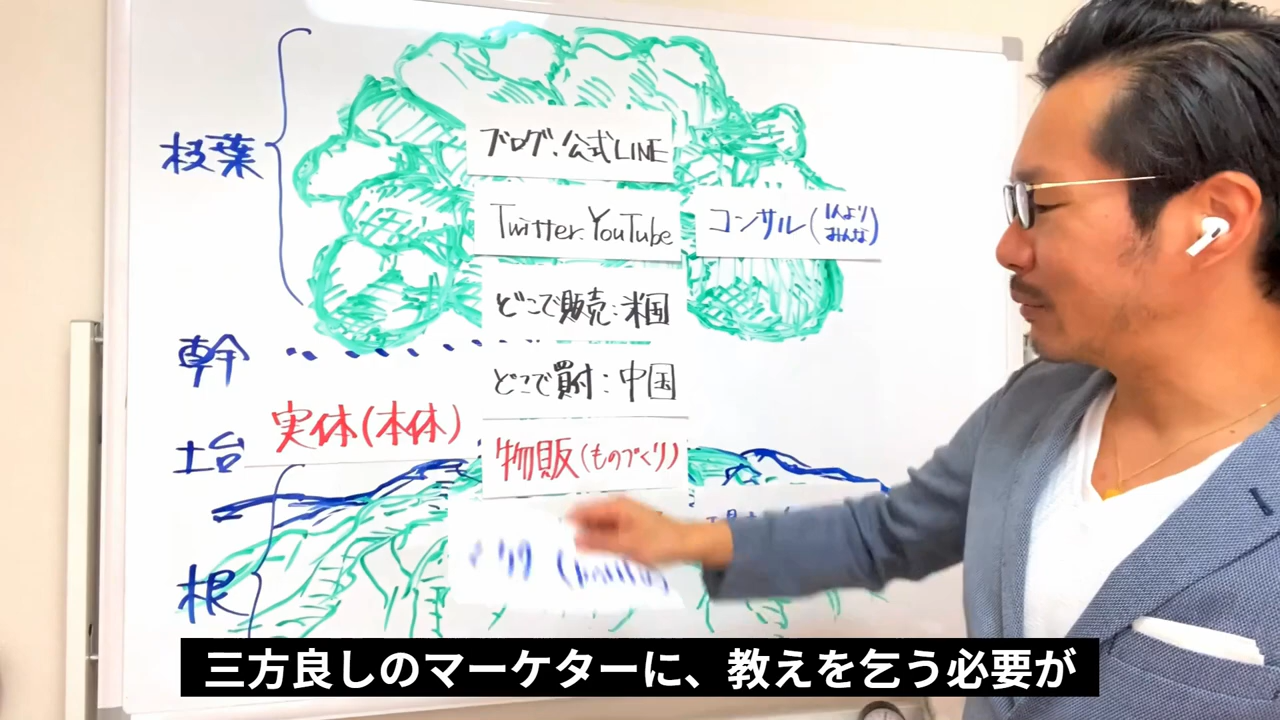 枝葉
ブログ.公式LINE
Twitter.YouTube
コンサル(1人より
みんな)
どこで販売:米国
幹
どこで買付:中国
実体(本体)
土台
物販(ものづくり)
根
三方良しのマーケターに、教えを乞う必要が